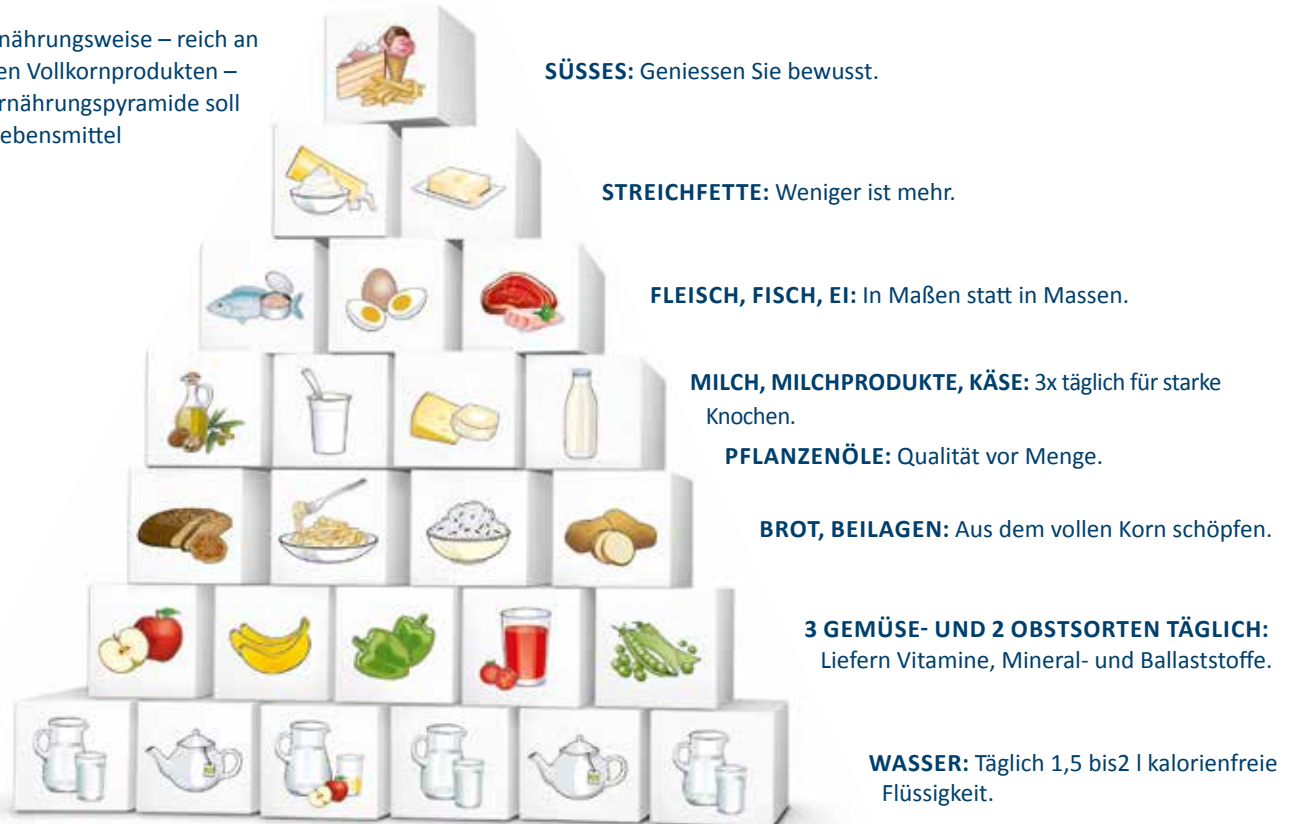 nährungsweise – reich an
en Vollkornprodukten –
rnährungspyramide soll
ebensmittel
SÜSSES: Geniessen Sie bewusst.
STREICHFETTE: Weniger ist mehr.
FLEISCH, FISCH, EI: In Maßen statt in Massen.
MILCH, MILCHPRODUKTE, KÄSE: 3x täglich für starke
Knochen.
PFLANZENÖLE: Qualität vor Menge.
BROT, BEILAGEN: Aus dem vollen Korn schöpfen.
3 GEMÜSE- UND 2 OBSTSORTEN TÄGLICH:
Liefern Vitamine, Mineral- und Ballaststoffe.
WASSER: Täglich 1,5 bis2 l kalorienfreie
Flüssigkeit.